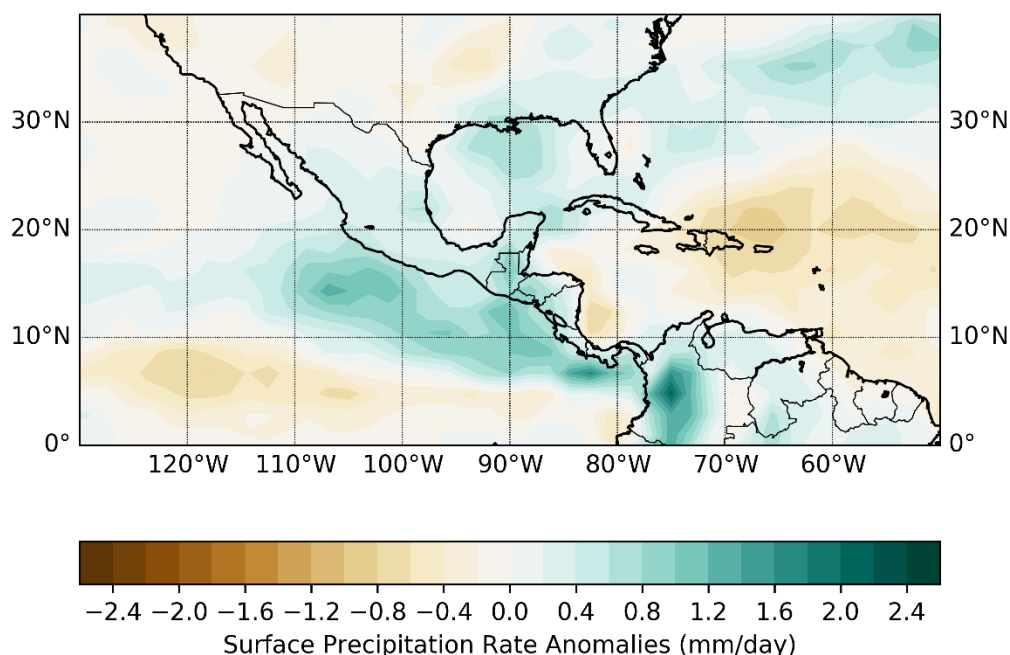 30°N 30°N
20°N 20°N
10°N 10°N
0° 0°
120°W 110°W 100°W 90°W 80°W 70°W 60°W
−2.4 −2.0 −1.6 −1.2 −0.8 −0.4 0.0 0.4 0.8 1.2 1.6 2.0 2.4
Surface Precipitation Rate Anomalies (mm/day)